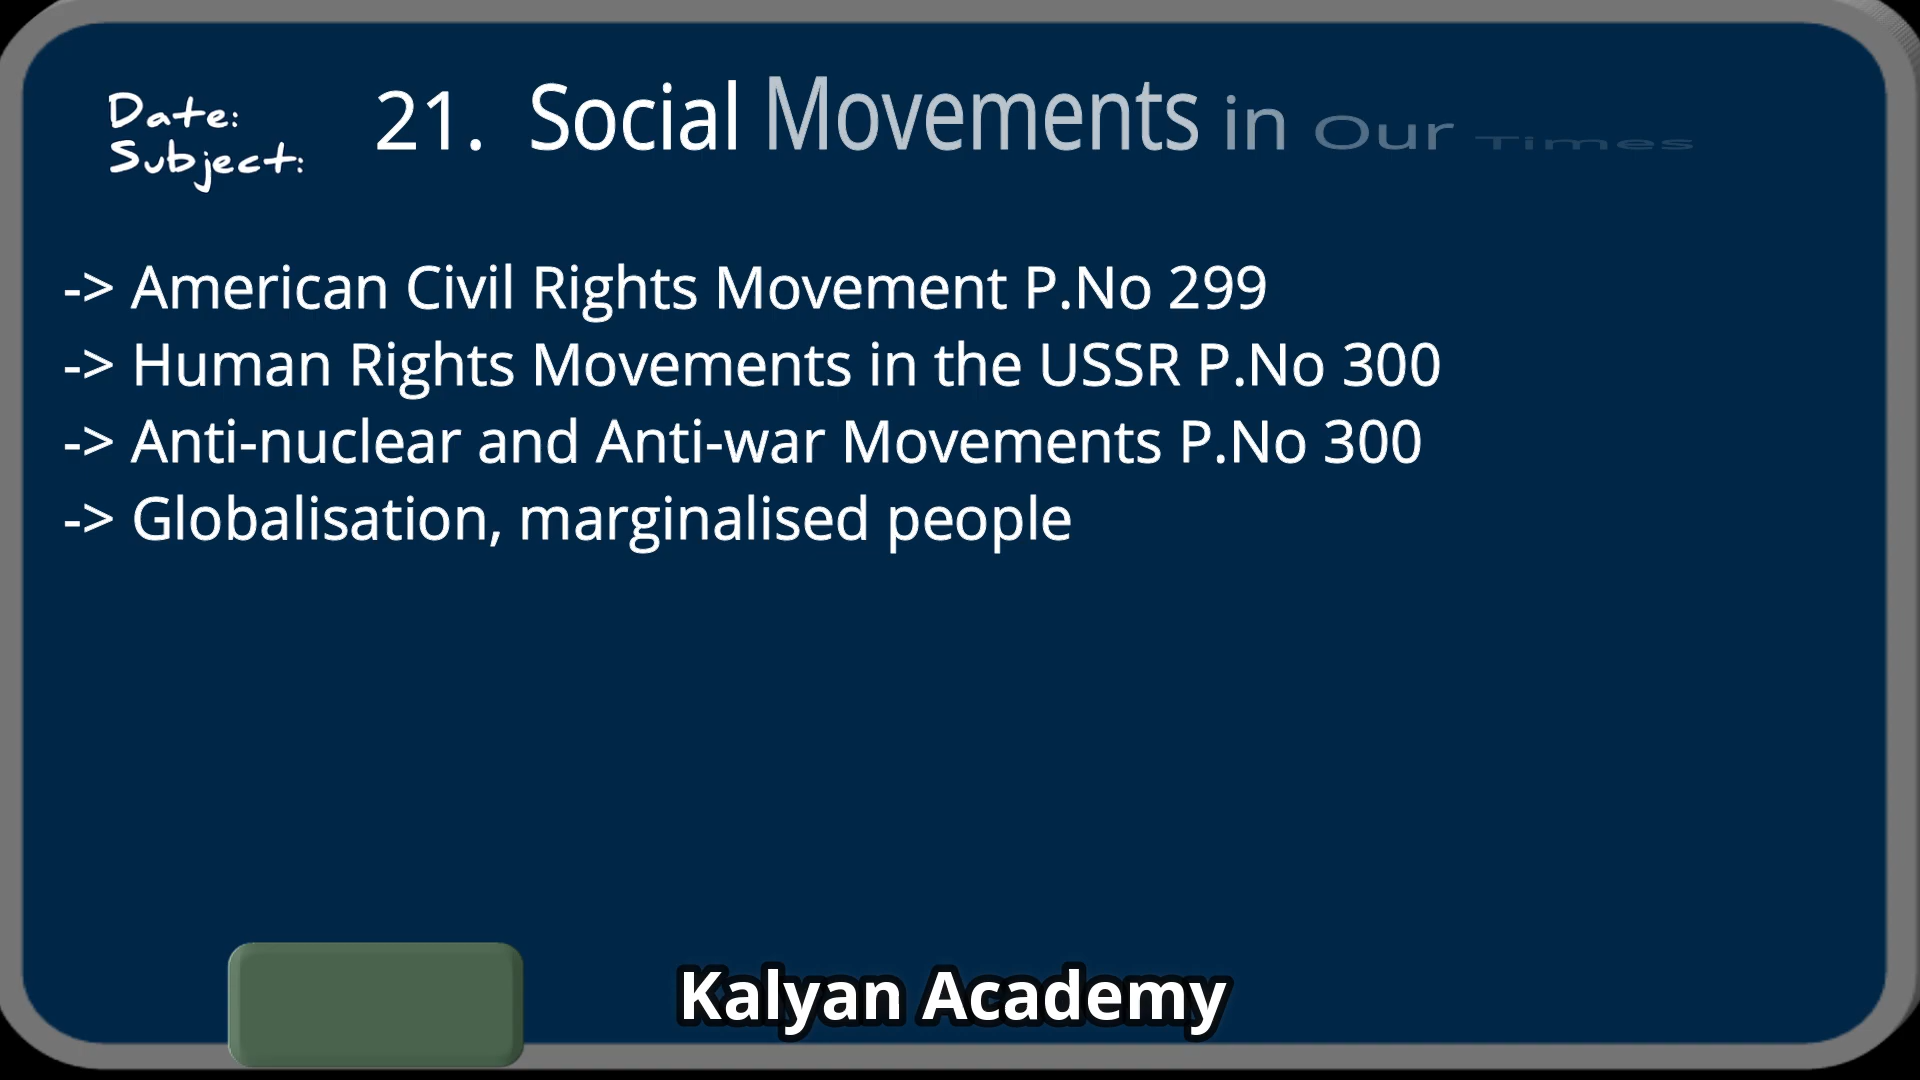 Date:
Subject:
21. Social Movements in Our Times
-> American Civil Rights Movement P.No 299
-> Human Rights Movements in the USSR P.No 300
-> Anti-nuclear and Anti-war Movements P.No 300
-> Globalisation, marginalised people
Kalyan Academy